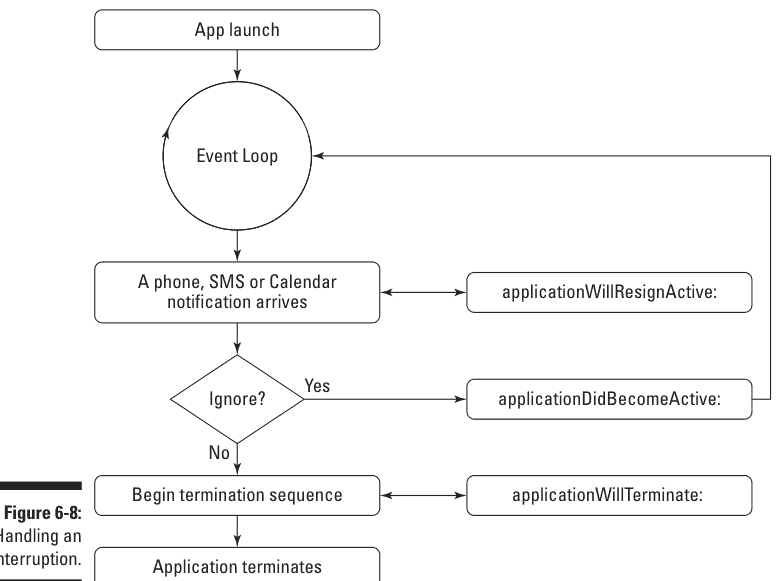 App launch
Event Loop
A phone, SMS or Calendar
notification arrives
applicationWillResignActive:
Ignore?
Yes
applicationDidBecomeActive:
No
Begin termination sequence
applicationWillTerminate:
Figure 6-8:
Handling an
nterruption.
Application terminates